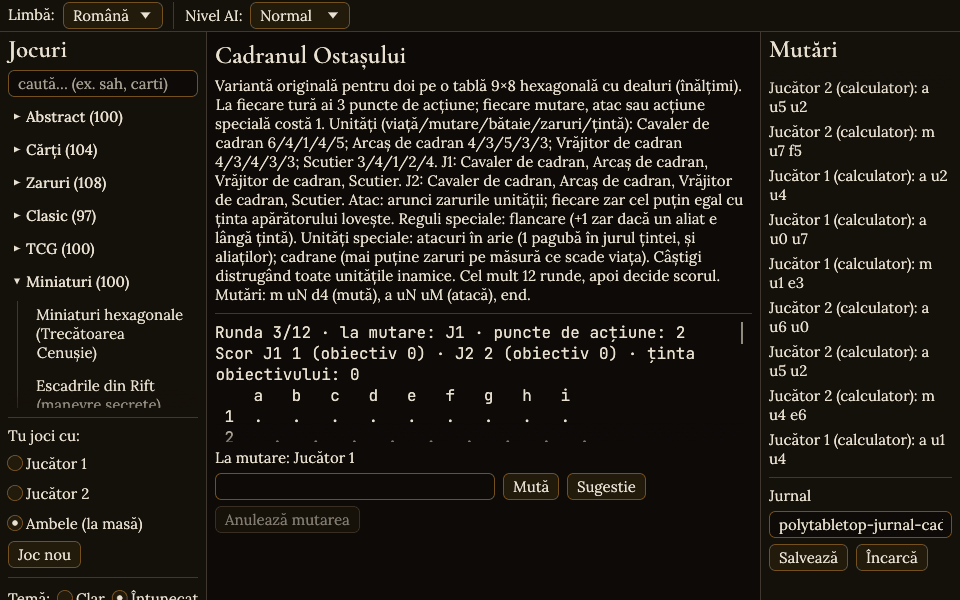 Limbă: Română ▼ Nivel AI: Normal ▼
Jocuri
caută... (ex. sah, carti)
▸ Abstract (100)
▸ Cărți (104)
▸ Zaruri (108)
▸ Clasic (97)
▸ TCG (100)
▾ Miniaturi (100)
Miniaturi hexagonale
(Trecătoarea
Cenușie)
Escadrile din Rift
(manevre secrete)
Tu joci cu:
Jucător 1
Jucător 2
Ambele (la masă)
Joc nou
Temă: Clar Întunecat
Cadranul Ostașului
Variantă originală pentru doi pe o tablă 9×8 hexagonală cu dealuri (înălțimi).
La fiecare tură ai 3 puncte de acțiune; fiecare mutare, atac sau acțiune
specială costă 1. Unități (viață/mutare/bătaie/zaruri/țintă): Cavaler de
cadran 6/4/1/4/5; Arcaș de cadran 4/3/5/3/3; Vrăjitor de cadran
4/3/4/3/3; Scutier 3/4/1/2/4. J1: Cavaler de cadran, Arcaș de cadran,
Vrăjitor de cadran, Scutier. J2: Cavaler de cadran, Arcaș de cadran, Vrăjitor
de cadran, Scutier. Atac: arunci zarurile unității; fiecare zar cel puțin egal cu
ținta apărătorului lovește. Reguli speciale: flancare (+1 zar dacă un aliat e
lângă țintă). Unități speciale: atacuri în arie (1 pagubă în jurul țintei, și
aliaților); cadrane (mai puține zaruri pe măsură ce scade viața). Câștigi
distrugând toate unitățile inamice. Cel mult 12 runde, apoi decide scorul.
Mutări: m uN d4 (mută), a uN uM (atacă), end.
Runda 3/12 · la mutare: J1 · puncte de acțiune: 2
Scor J1 1 (obiectiv 0) · J2 2 (obiectiv 0) · ținta
obiectivului: 0
a b c d e f g h i
1 . . . . . . . . .
2 . . . . . . . . .
La mutare: Jucător 1
Mută Sugestie
Anulează mutarea
Mutări
Jucător 2 (calculator): a
u5 u2
Jucător 2 (calculator): m
u7 f5
Jucător 1 (calculator): a u2
u4
Jucător 1 (calculator): a
u0 u7
Jucător 1 (calculator): m
u1 e3
Jucător 2 (calculator): a
u6 u0
Jucător 2 (calculator): a
u5 u2
Jucător 2 (calculator): m
u4 e6
Jucător 1 (calculator): a u1
u4
Jurnal
polytabletop-jurnal-cad
Salvează Încarcă